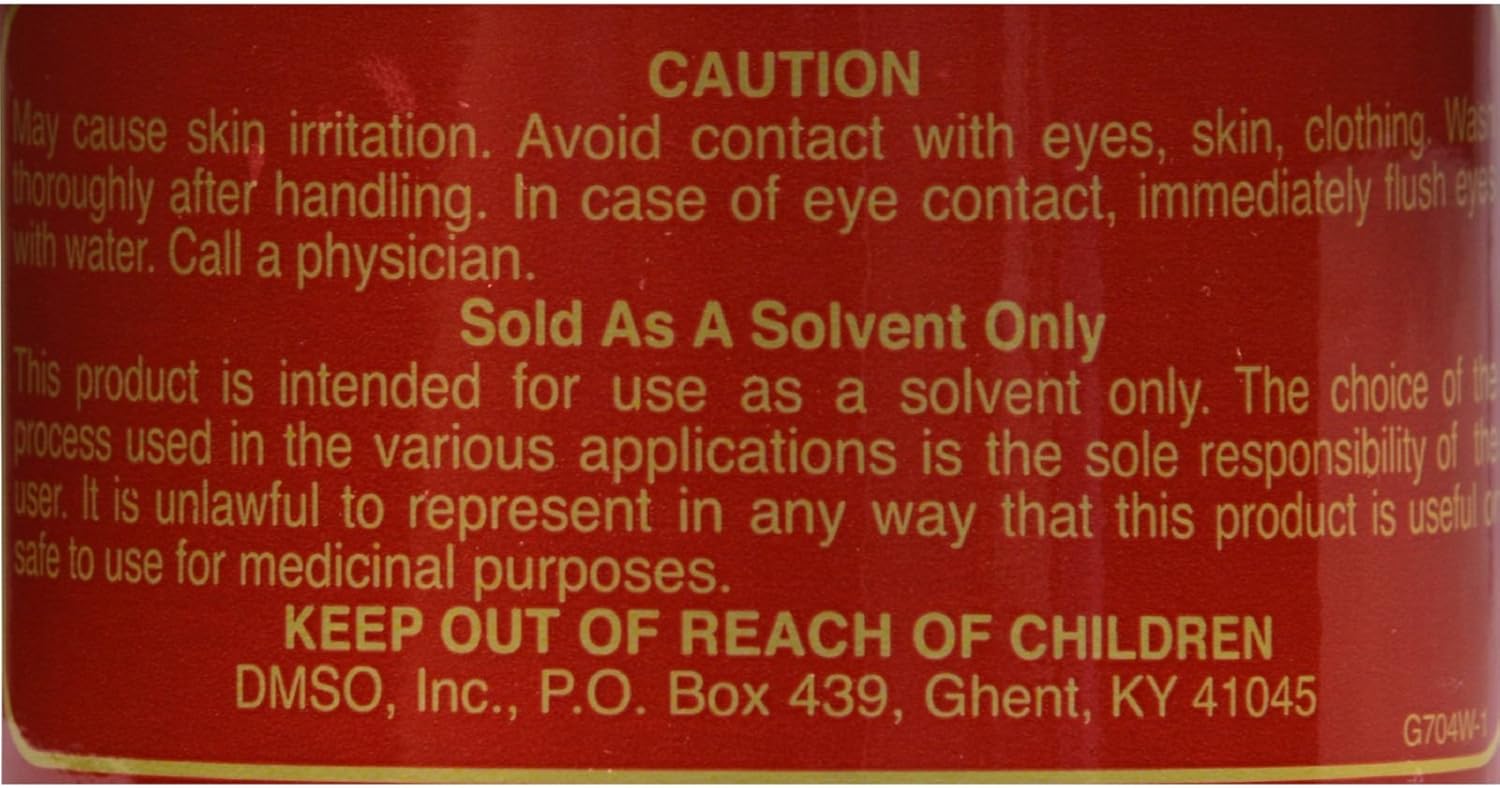 CAUTION
May cause skin irritation. Avoid contact with eyes, skin, clothing. Was
thoroughly after handling. In case of eye contact, immediately flush eyes
with water. Call a physician.
Sold As A Solvent Only
This product is intended for use as a solvent only. The choice of the
process used in the various applications is the sole responsibility of the
user. It is unlawful to represent in any way that this product is useful o
safe to use for medicinal purposes.
KEEP OUT OF REACH OF CHILDREN
DMSO, Inc., P.O. Box 439, Ghent, KY 41045
G704W-1